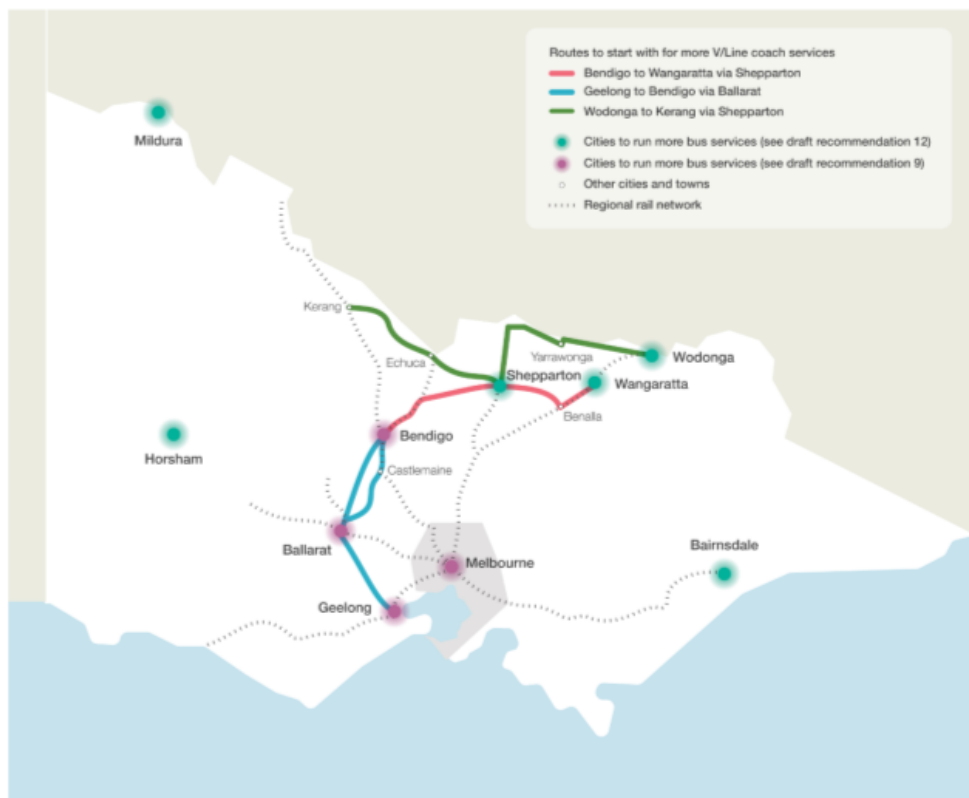 Routes to start with for more V/Line coach services
Bendigo to Wangaratta via Shepparton
Geelong to Bendigo via Ballarat
Wodonga to Kerang via Shepparton
Cities to run more bus services (see draft recommendation 12)
Cities to run more bus services (see draft recommendation 9)
Other cities and towns
Regional rail network
Mildura
Kerang
Echuca
Yarrawonga
Wodonga
Shepparton
Wangaratta
Benalla
Bendigo
Horsham
Castlemaine
Ballarat
Melbourne
Bairnsdale
Geelong